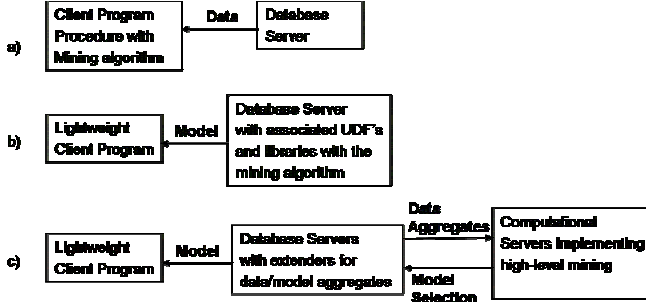 a)
Client Program
Procedure with
Mining algorithm
Data
Database
Server
b)
Lightweight
Client Program
Model
Database Server
with associated UDF's
and libraries with the
mining algorithm
c)
Lightweight
Client Program
Model
Database Servers
with extenders for
data/model aggregates
Data
Aggregates
Model
Selection
Computational
Servers implementing
high-level mining